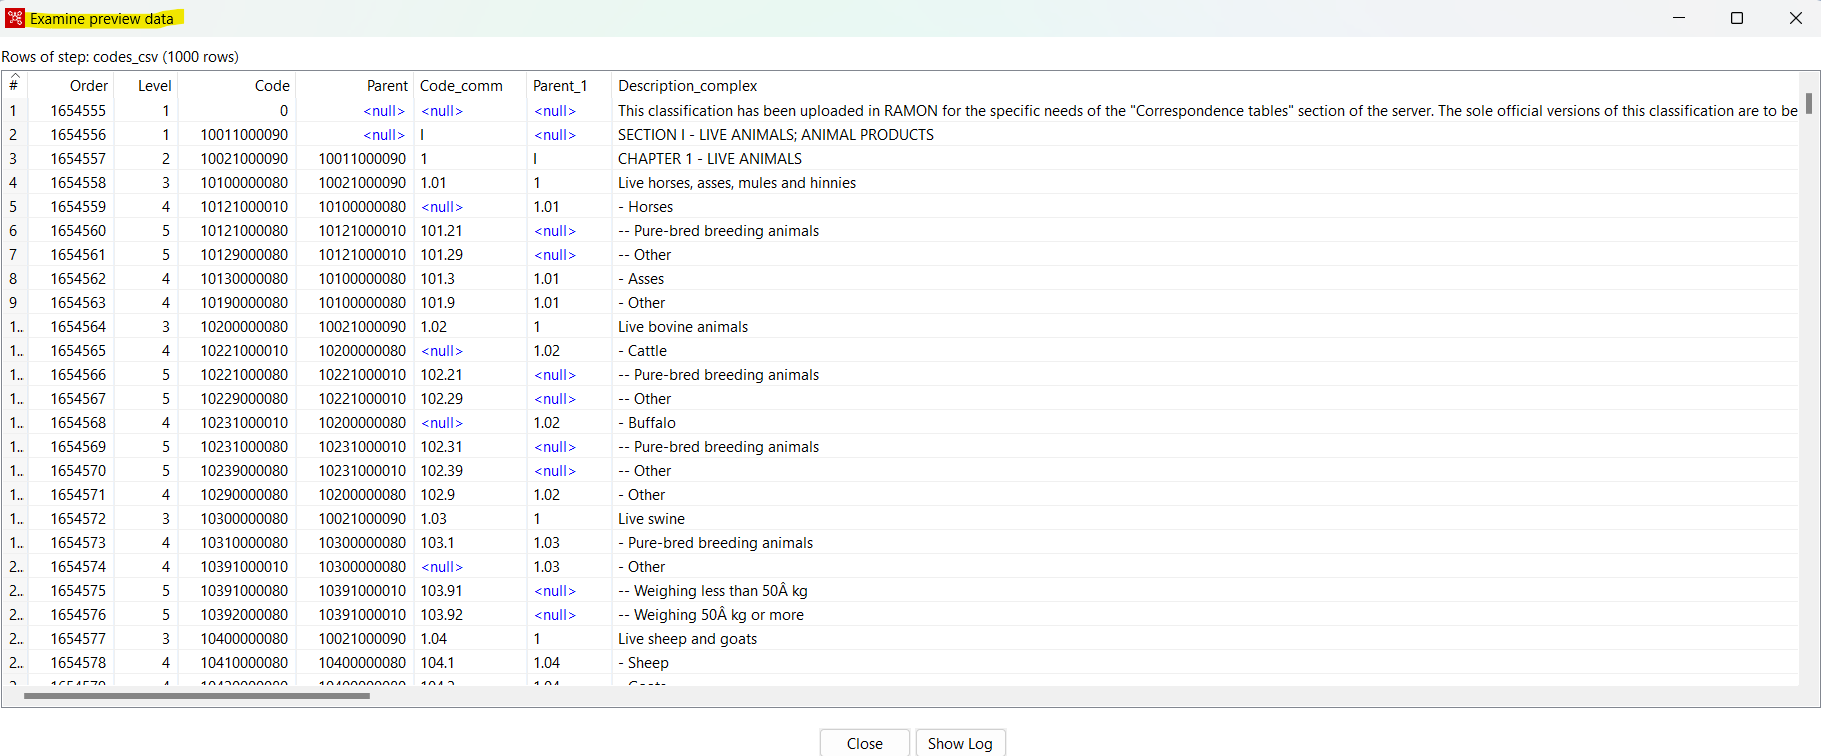 Examine preview data
Rows of step: codes_csv (1000 rows)
# Order Level Code Parent Code_comm Parent_1 Description_complex
1 1654555 1 0 <null> <null> <null> This classification has been uploaded in RAMON for the specific needs of the "Correspondence tables" section of the server. The sole official versions of this classification are to be
2 1654556 1 10011000090 <null> I <null> SECTION I - LIVE ANIMALS; ANIMAL PRODUCTS
3 1654557 2 10021000090 10011000090 1 I CHAPTER 1 - LIVE ANIMALS
4 1654558 3 10100000080 10021000090 1.01 1 Live horses, asses, mules and hinnies
5 1654559 4 10121000010 10100000080 <null> 1.01 - Horses
6 1654560 5 10121000080 10121000010 101.21 <null> -- Pure-bred breeding animals
7 1654561 5 10129000080 10121000010 101.29 <null> -- Other
8 1654562 4 10130000080 10100000080 101.3 1.01 - Asses
9 1654563 4 10190000080 10100000080 101.9 1.01 - Other
1.. 1654564 3 10200000080 10021000090 1.02 1 Live bovine animals
1.. 1654565 4 10221000010 10200000080 <null> 1.02 - Cattle
1.. 1654566 5 10221000080 10221000010 102.21 <null> -- Pure-bred breeding animals
1.. 1654567 5 10229000080 10221000010 102.29 <null> -- Other
1.. 1654568 4 10231000010 10200000080 <null> 1.02 - Buffalo
1.. 1654569 5 10231000080 10231000010 102.31 <null> -- Pure-bred breeding animals
1.. 1654570 5 10239000080 10231000010 102.39 <null> -- Other
1.. 1654571 4 10290000080 10200000080 102.9 1.02 - Other
1.. 1654572 3 10300000080 10021000090 1.03 1 Live swine
1.. 1654573 4 10310000080 10300000080 103.1 1.03 - Pure-bred breeding animals
2.. 1654574 4 10391000010 10300000080 <null> 1.03 - Other
2.. 1654575 5 10391000080 10391000010 103.91 <null> -- Weighing less than 50Â kg
2.. 1654576 5 10392000080 10391000010 103.92 <null> -- Weighing 50Â kg or more
2.. 1654577 3 10400000080 10021000090 1.04 1 Live sheep and goats
2.. 1654578 4 10410000080 10400000080 104.1 1.04 - Sheep
Close Show Log